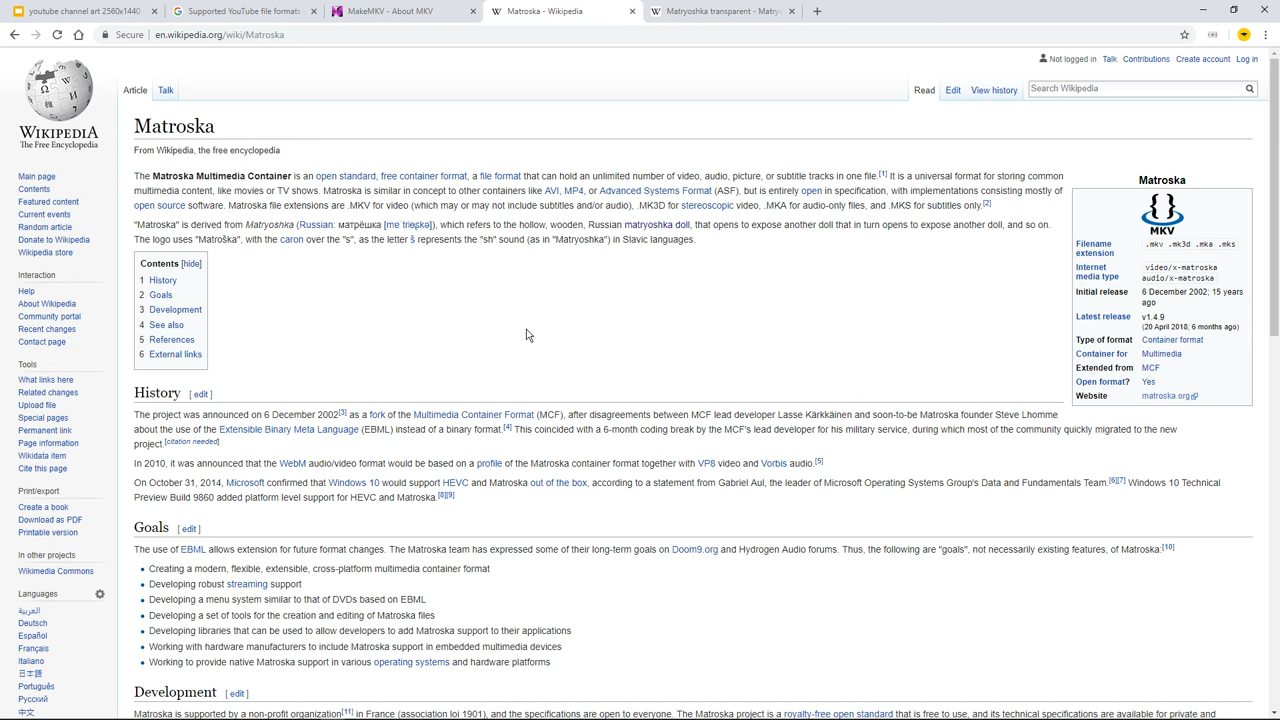 youtube channel art 2560x1440
Supported YouTube file formats
MakeMKV - About MKV
Matroska - Wikipedia
Matryoshka transparent - Matry
Secure
en.wikipedia.org/wiki/Matroska
Not logged in Talk Contributions Create account Log in
Article Talk
Read Edit View history
Search Wikipedia
WIKIPEDIA
The Free Encyclopedia
Main page
Contents
Featured content
Current events
Random article
Donate to Wikipedia
Wikipedia store
Interaction
Help
About Wikipedia
Community portal
Recent changes
Contact page
Tools
What links here
Related changes
Upload file
Special pages
Permanent link
Page information
Wikidata item
Cite this page
Print/export
Create a book
Download as PDF
Printable version
In other projects
Wikimedia Commons
Languages
العربية
Deutsch
Español
Français
Italiano
日本語
Português
Русский
中文
Matroska
From Wikipedia, the free encyclopedia
The Matroska Multimedia Container is an open standard, free container format, a file format that can hold an unlimited number of video, audio, picture, or subtitle tracks in one file.[1] It is a universal format for storing common
multimedia content, like movies or TV shows. Matroska is similar in concept to other containers like AVI, MP4, or Advanced Systems Format (ASF), but is entirely open in specification, with implementations consisting mostly of
open source software. Matroska file extensions are .MKV for video (which may or may not include subtitles and/or audio), .MK3D for stereoscopic video, .MKA for audio-only files, and .MKS for subtitles only.[2]
"Matroska" is derived from Matryoshka (Russian: матрёшка [mɐˈtrʲɵʂkə]), which refers to the hollow, wooden, Russian matryoshka doll, that opens to expose another doll that in turn opens to expose another doll, and so on.
The logo uses "Matroška", with the caron over the "s", as the letter š represents the "sh" sound (as in "Matryoshka") in Slavic languages.
Contents [hide]
1 History
2 Goals
3 Development
4 See also
5 References
6 External links
Matroska
MKV
Filename extension .mkv .mk3d .mka .mks
Internet media type video/x-matroska
audio/x-matroska
Initial release 6 December 2002; 15 years
ago
Latest release v1.4.9
(20 April 2018; 6 months ago)
Type of format Container format
Container for Multimedia
Extended from MCF
Open format? Yes
Website matroska.org
History [ edit ]
The project was announced on 6 December 2002[3] as a fork of the Multimedia Container Format (MCF), after disagreements between MCF lead developer Lasse Kärkkäinen and soon-to-be Matroska founder Steve Lhomme
about the use of the Extensible Binary Meta Language (EBML) instead of a binary format.[4] This coincided with a 6-month coding break by the MCF's lead developer for his military service, during which most of the community quickly migrated to the new
project.[citation needed]
In 2010, it was announced that the WebM audio/video format would be based on a profile of the Matroska container format together with VP8 video and Vorbis audio.[5]
On October 31, 2014, Microsoft confirmed that Windows 10 would support HEVC and Matroska out of the box, according to a statement from Gabriel Aul, the leader of Microsoft Operating Systems Group's Data and Fundamentals Team.[6][7] Windows 10 Technical
Preview Build 9860 added platform level support for HEVC and Matroska.[8][9]
Goals [ edit ]
The use of EBML allows extension for future format changes. The Matroska team has expressed some of their long-term goals on Doom9.org and Hydrogen Audio forums. Thus, the following are "goals", not necessarily existing features, of Matroska:[10]
• Creating a modern, flexible, extensible, cross-platform multimedia container format
• Developing robust streaming support
• Developing a menu system similar to that of DVDs based on EBML
• Developing a set of tools for the creation and editing of Matroska files
• Developing libraries that can be used to allow developers to add Matroska support to their applications
• Working with hardware manufacturers to include Matroska support in embedded multimedia devices
• Working to provide native Matroska support in various operating systems and hardware platforms
Development [ edit ]
Matroska is supported by a non-profit organization[11] in France (association loi 1901), and the specifications are open to everyone. The Matroska project is a royalty-free open standard that is free to use, and its technical specifications are available for private and